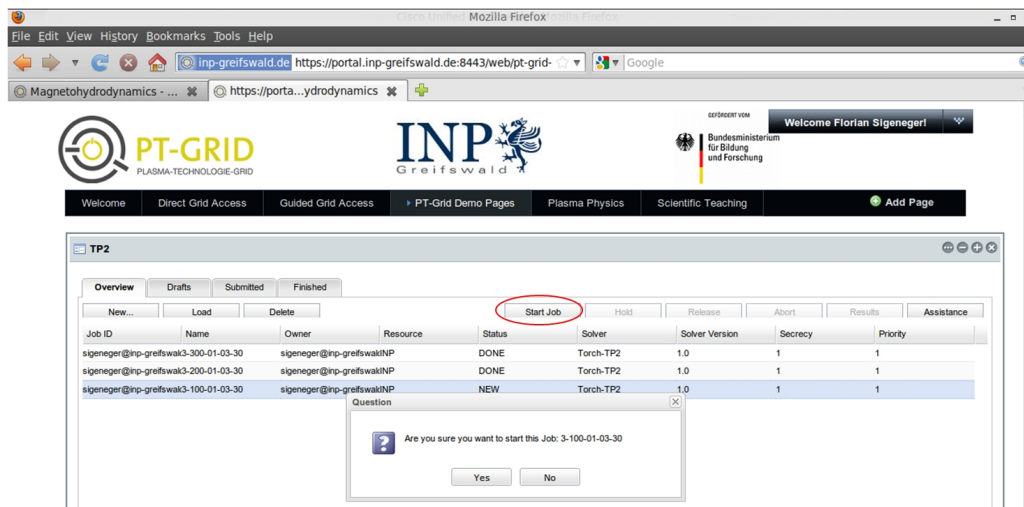 Cisco Unified Mozilla Firefox Mozilla Firefox
File Edit View History Bookmarks Tools Help
inp-greifswald.de https://portal.inp-greifswald.de:8443/web/pt-grid- Google
Magnetohydrodynamics - ... https://porta...ydrodynamics
PT-GRID
PLASMA-TECHNOLOGIE-GRID
INP
Greifswald
GEFÖRDERT VOM
Bundesministerium
für Bildung
und Forschung
Welcome Florian Sigeneger!
Welcome Direct Grid Access Guided Grid Access PT-Grid Demo Pages Plasma Physics Scientific Teaching Add Page
TP2
Overview Drafts Submitted Finished
New... Load Delete Start Job Hold Release Abort Results Assistance
Job ID Name Owner Resource Status Solver Solver Version Secrecy Priority
sigeneger@inp-greifswak3-300-01-03-30 sigeneger@inp-greifswakINP DONE Torch-TP2 1.0 1 1
sigeneger@inp-greifswak3-200-01-03-30 sigeneger@inp-greifswakINP DONE Torch-TP2 1.0 1 1
sigeneger@inp-greifswak3-100-01-03-30 sigeneger@inp-greifswakINP NEW Torch-TP2 1.0 1 1
Question
Are you sure you want to start this Job: 3-100-01-03-30
Yes No